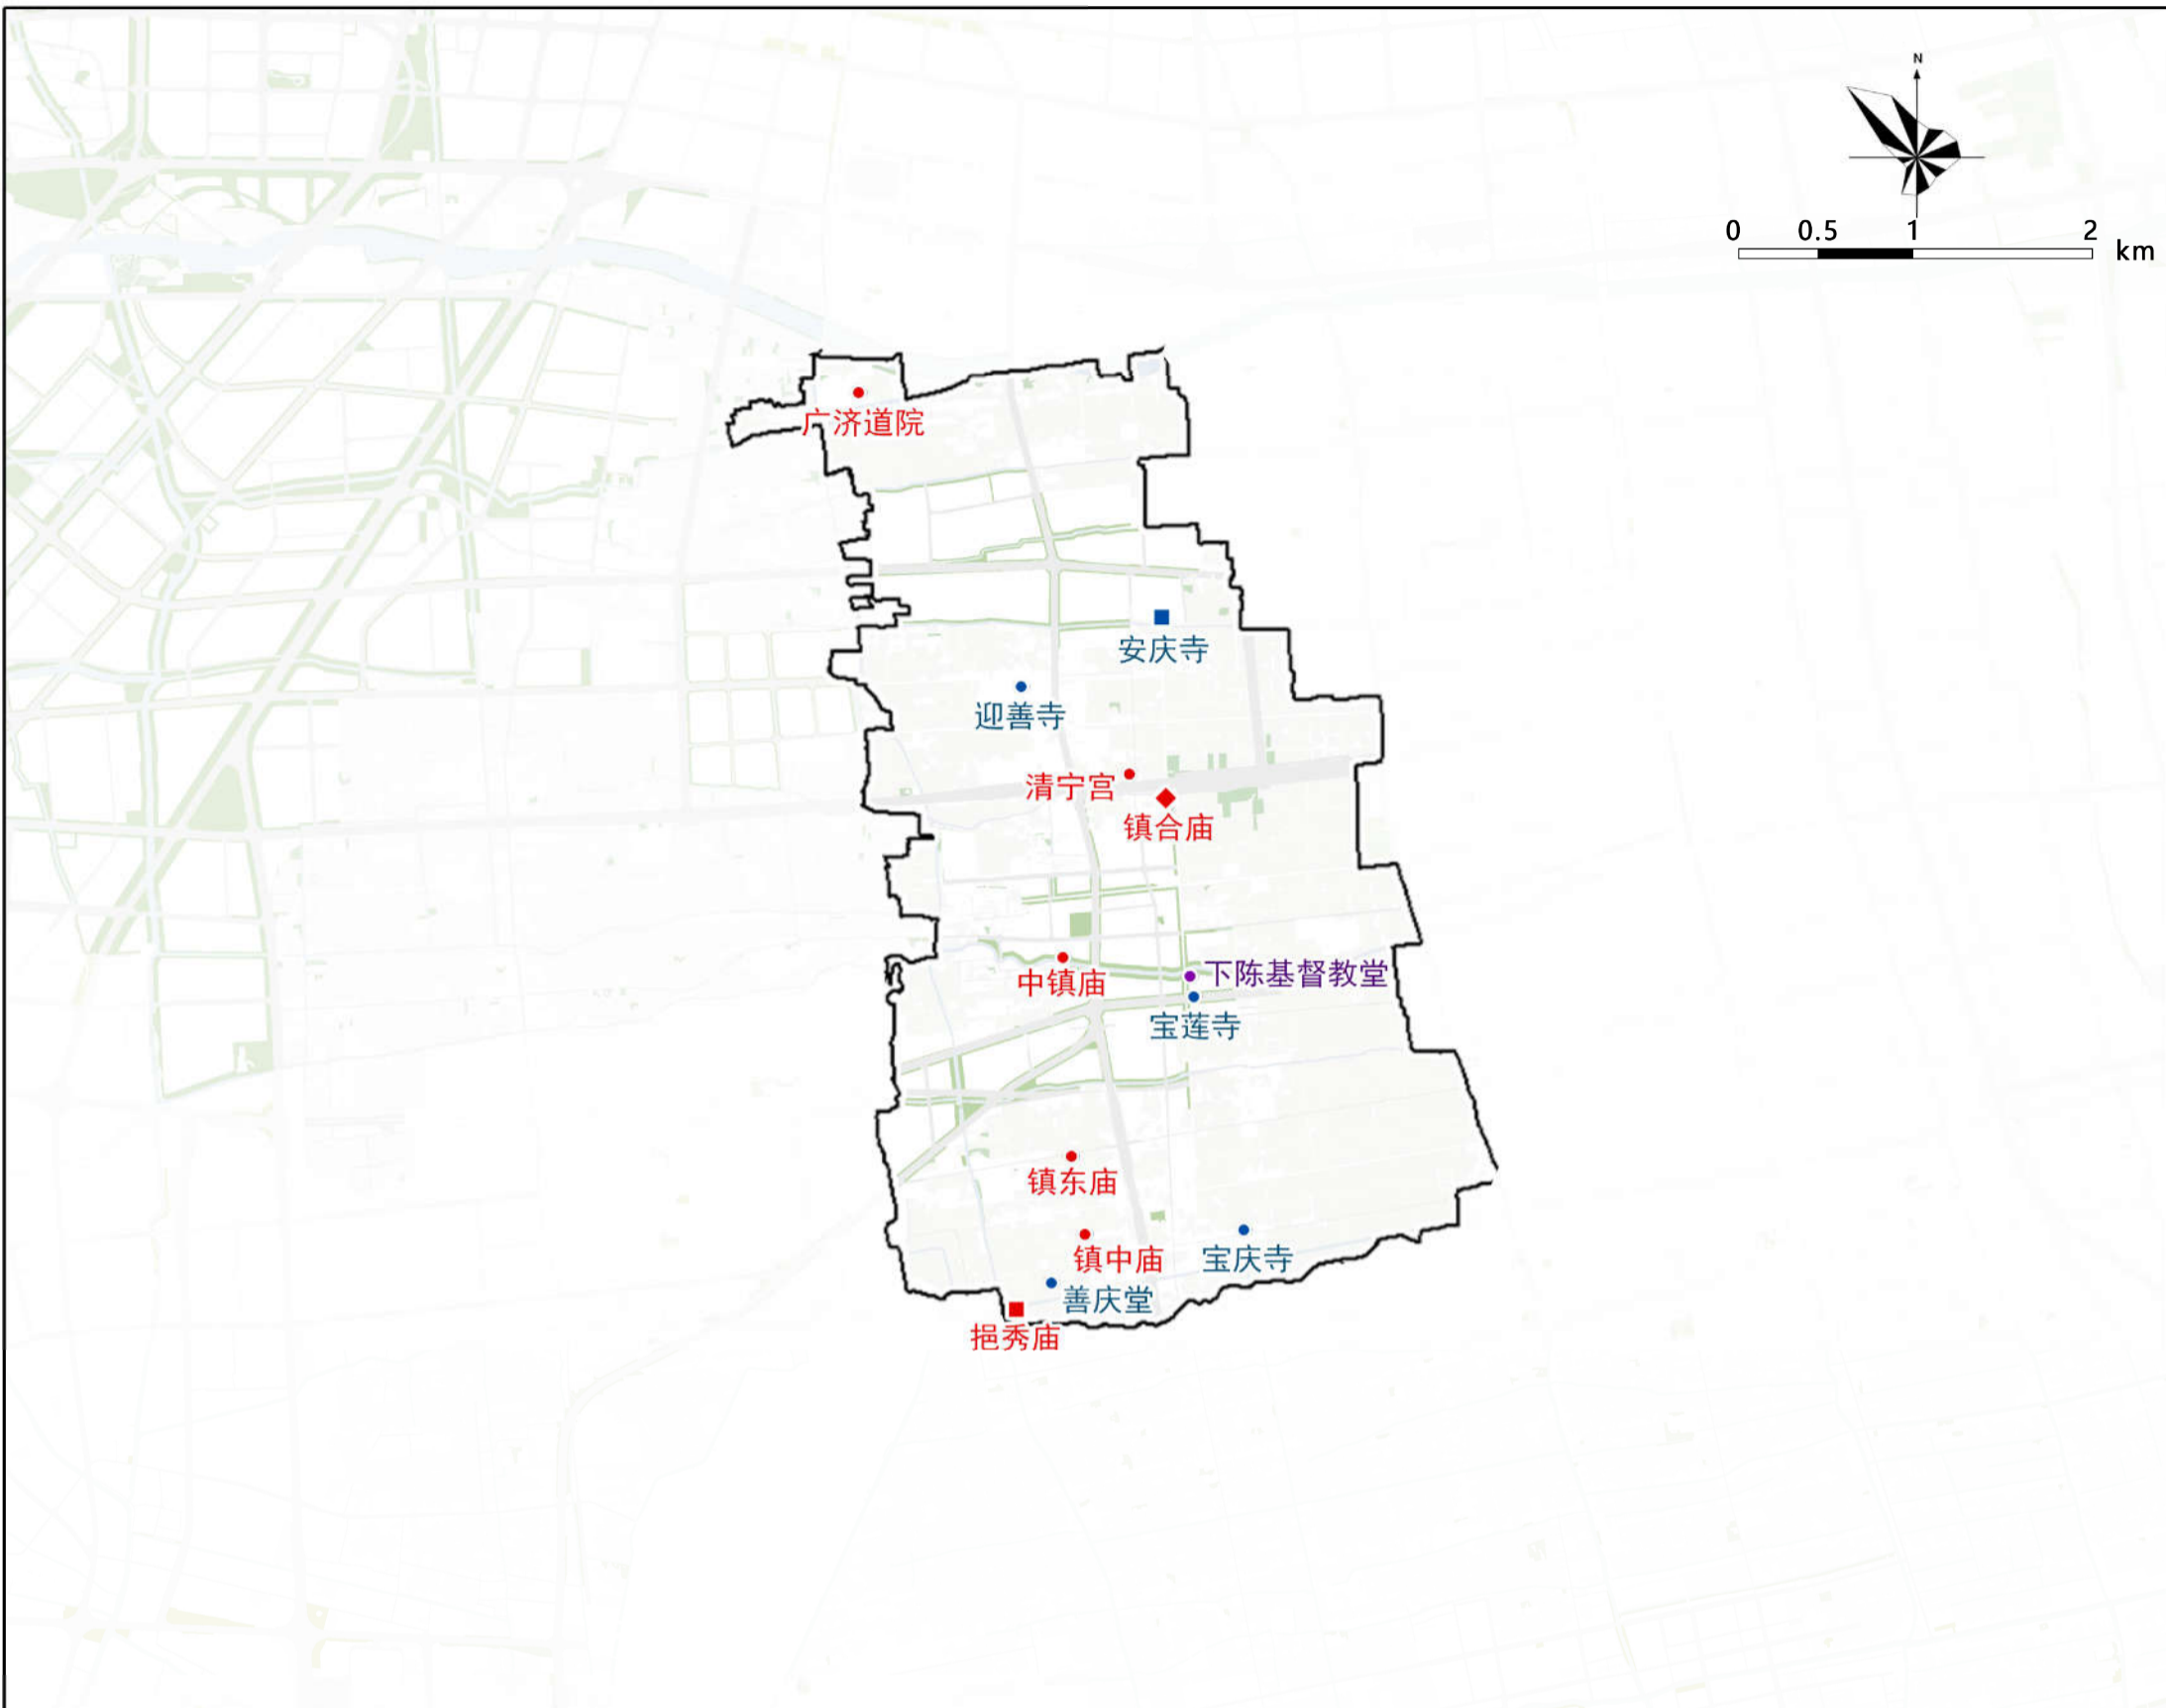 N
0 0.5 1 2 km
广济道院
安庆寺
迎善寺
清宁宫
镇合庙
中镇庙
下陈基督教堂
宝莲寺
镇东庙
镇中庙
宝庆寺
善庆堂
挹秀庙